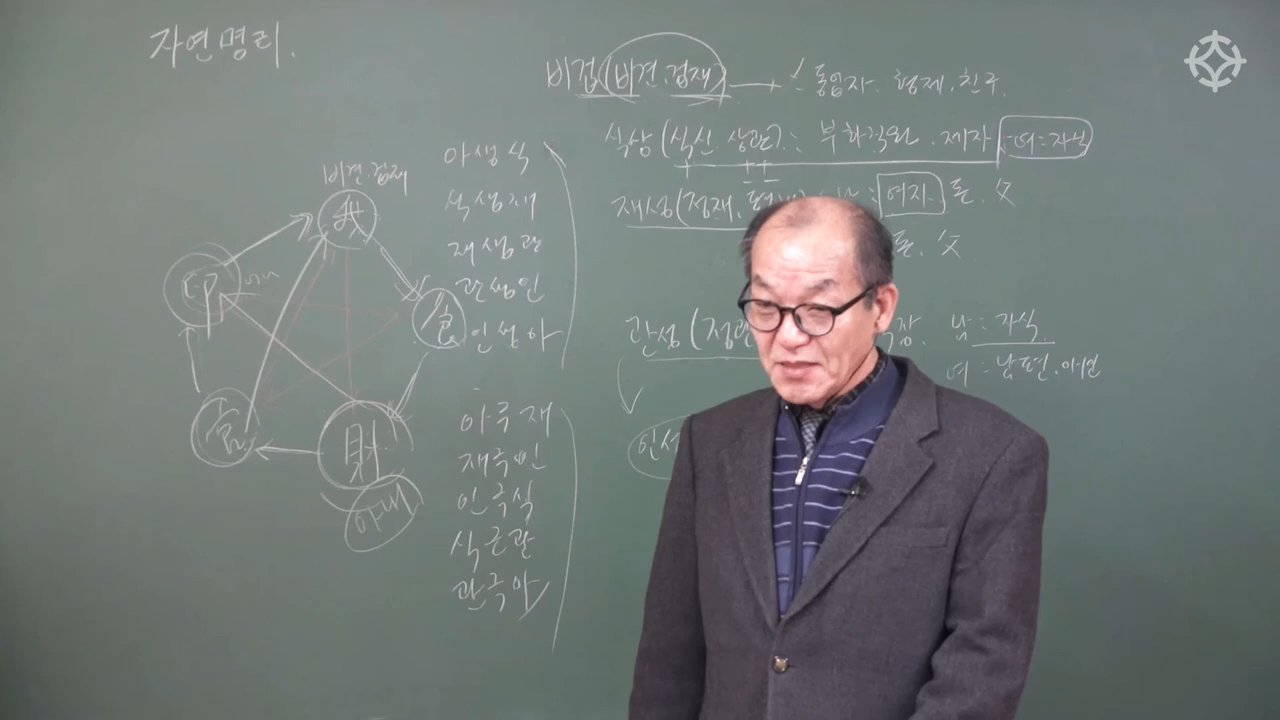 자연명리.
비겁(비견.겁재) → : 동업자. 형제.친구.
식상(식신 상관): 부하직원. 제자 -여:자식
재성(정재, : 여자. 돈. 父
돈. 父
관성(정관 장. 남:자식.
여:남편.애인
인성
비견.겁재
我
印
食
官
財
아버
아생식
식생재
재생관
관생인
인생아
아극재
재극인
인극식
식극관
관극아